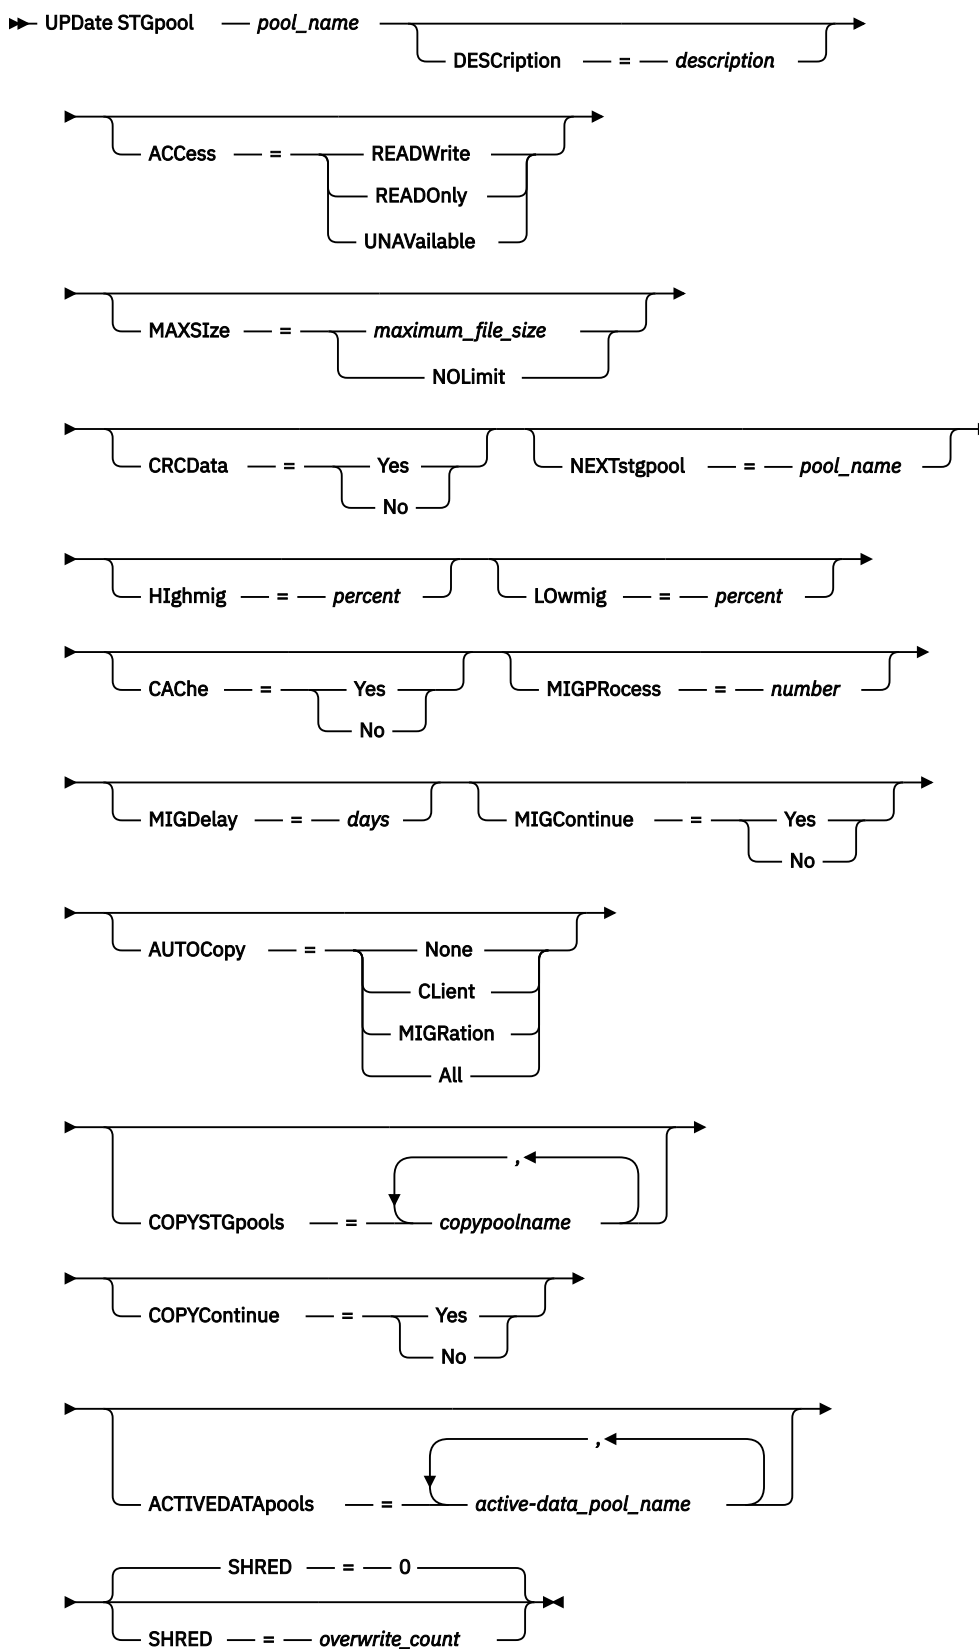 UPDate STGpool pool_name
DESCription = description
ACCess = READWrite
READOnly
UNAVailable
MAXSIze = maximum_file_size
NOLimit
CRCData = Yes NEXTstgpool = pool_name
No
HIghmig = percent LOwmig = percent
CAChe = Yes MIGPRocess = number
No
MIGDelay = days MIGContinue = Yes
No
AUTOCopy = None
CLient
MIGRation
All
,
COPYSTGpools = copypoolname
COPYContinue = Yes
No
,
ACTIVEDATApools = active-data_pool_name
SHRED = 0
SHRED = overwrite_count